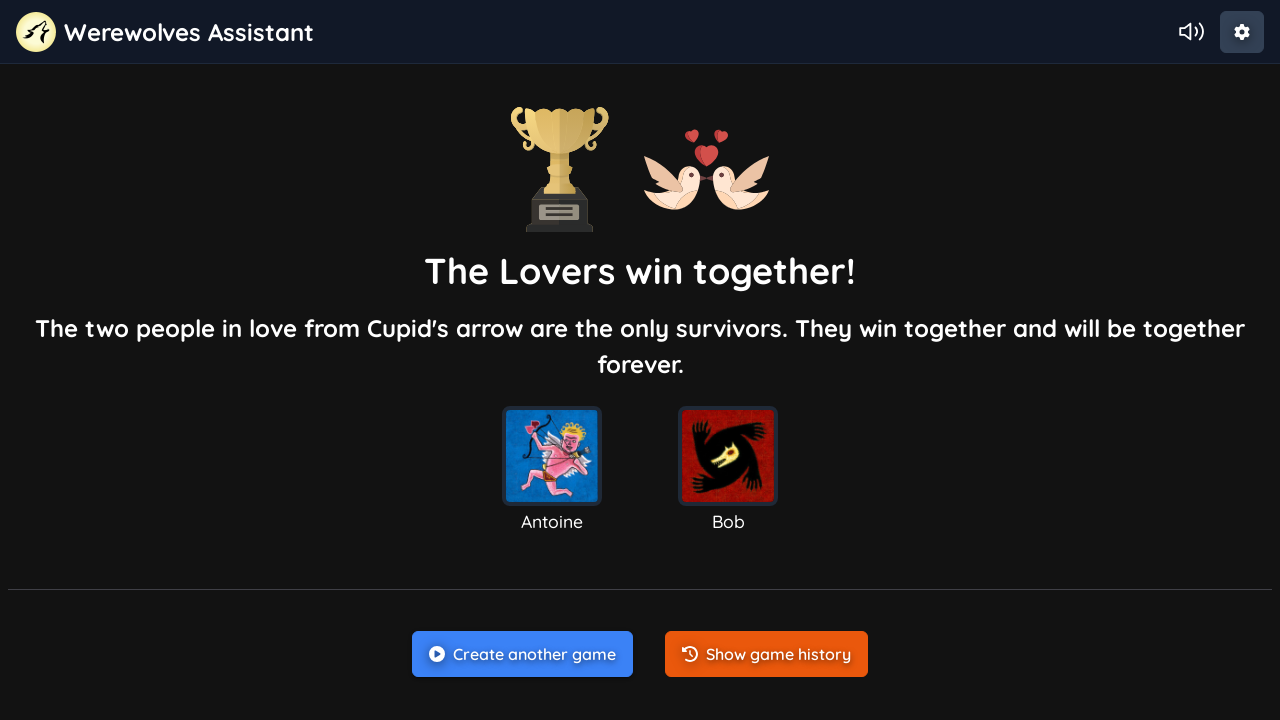 Werewolves Assistant
The Lovers win together!
The two people in love from Cupid's arrow are the only survivors. They win together and will be together
forever.
Antoine
Bob
Create another game
Show game history